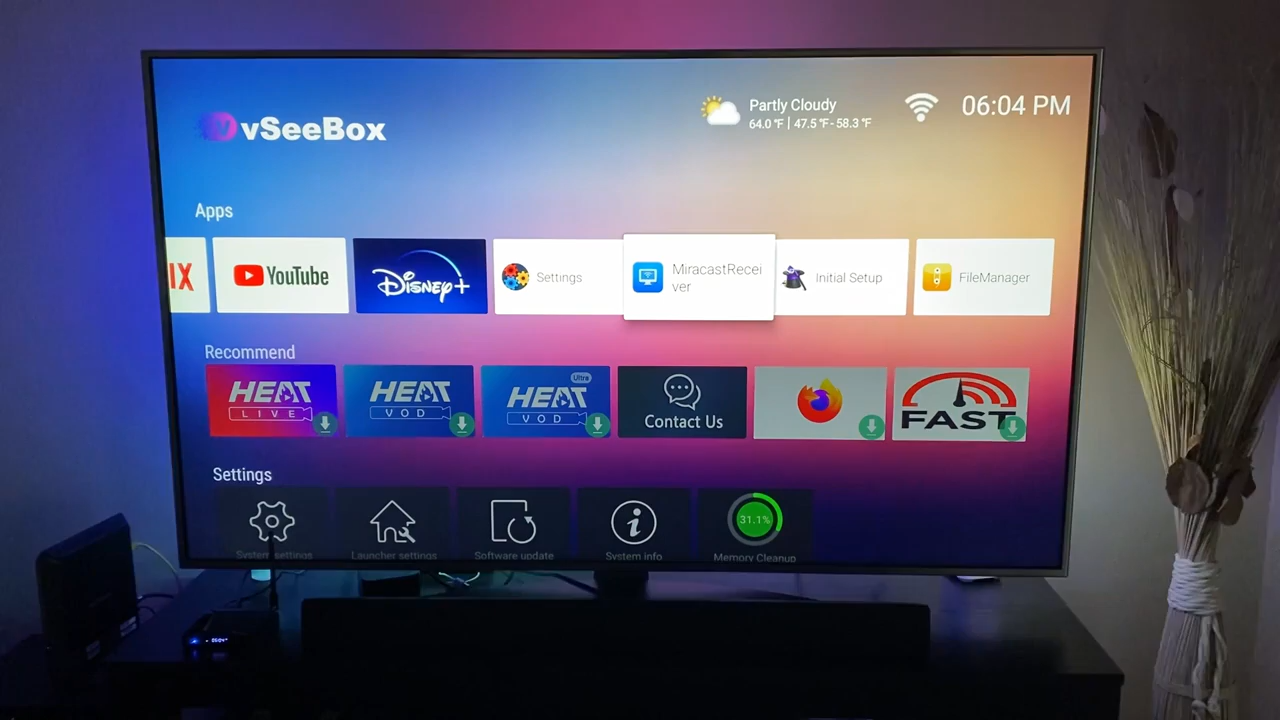 vSeeBox
Partly Cloudy
64.0 °F | 47.5 °F - 58.3 °F
06:04 PM
Apps
IX
YouTube
Disney+
Settings
MiracastRecei
ver
Initial Setup
FileManager
Recommend
HEAT
LIVE
HEAT
VOD
Ultra
HEAT
VOD
Contact Us
FAST
Settings
System settings
Launcher settings
Software update
System info
31.1%
Memory Cleanup